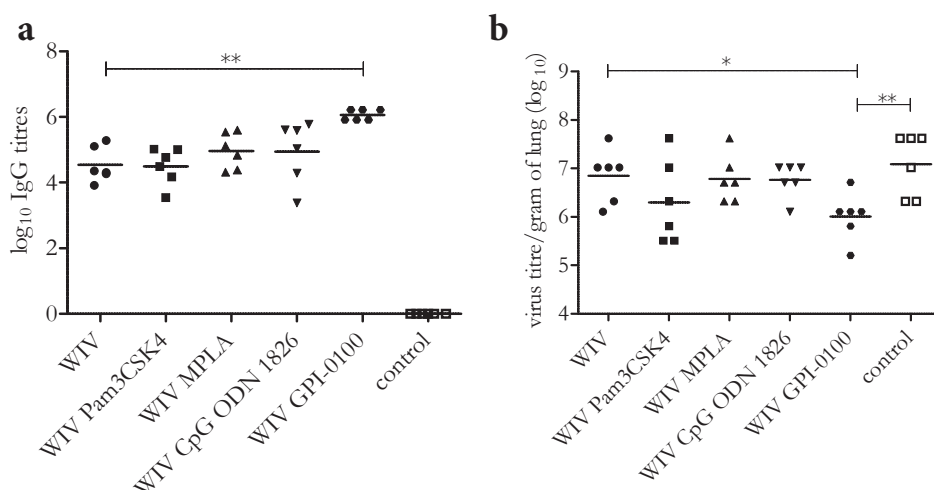 a
8
6
4
2
0
log10 IgG titres
**
WIV
WIV Pam3CSK4
WIV MPLA
WIV CpG ODN 1826
WIV GPI-0100
control
b
9
8
7
6
5
4
virus titre/gram of lung (log 10)
*
**
WIV
WIV Pam3CSK4
WIV MPLA
WIV CpG ODN 1826
WIV GPI-0100
control